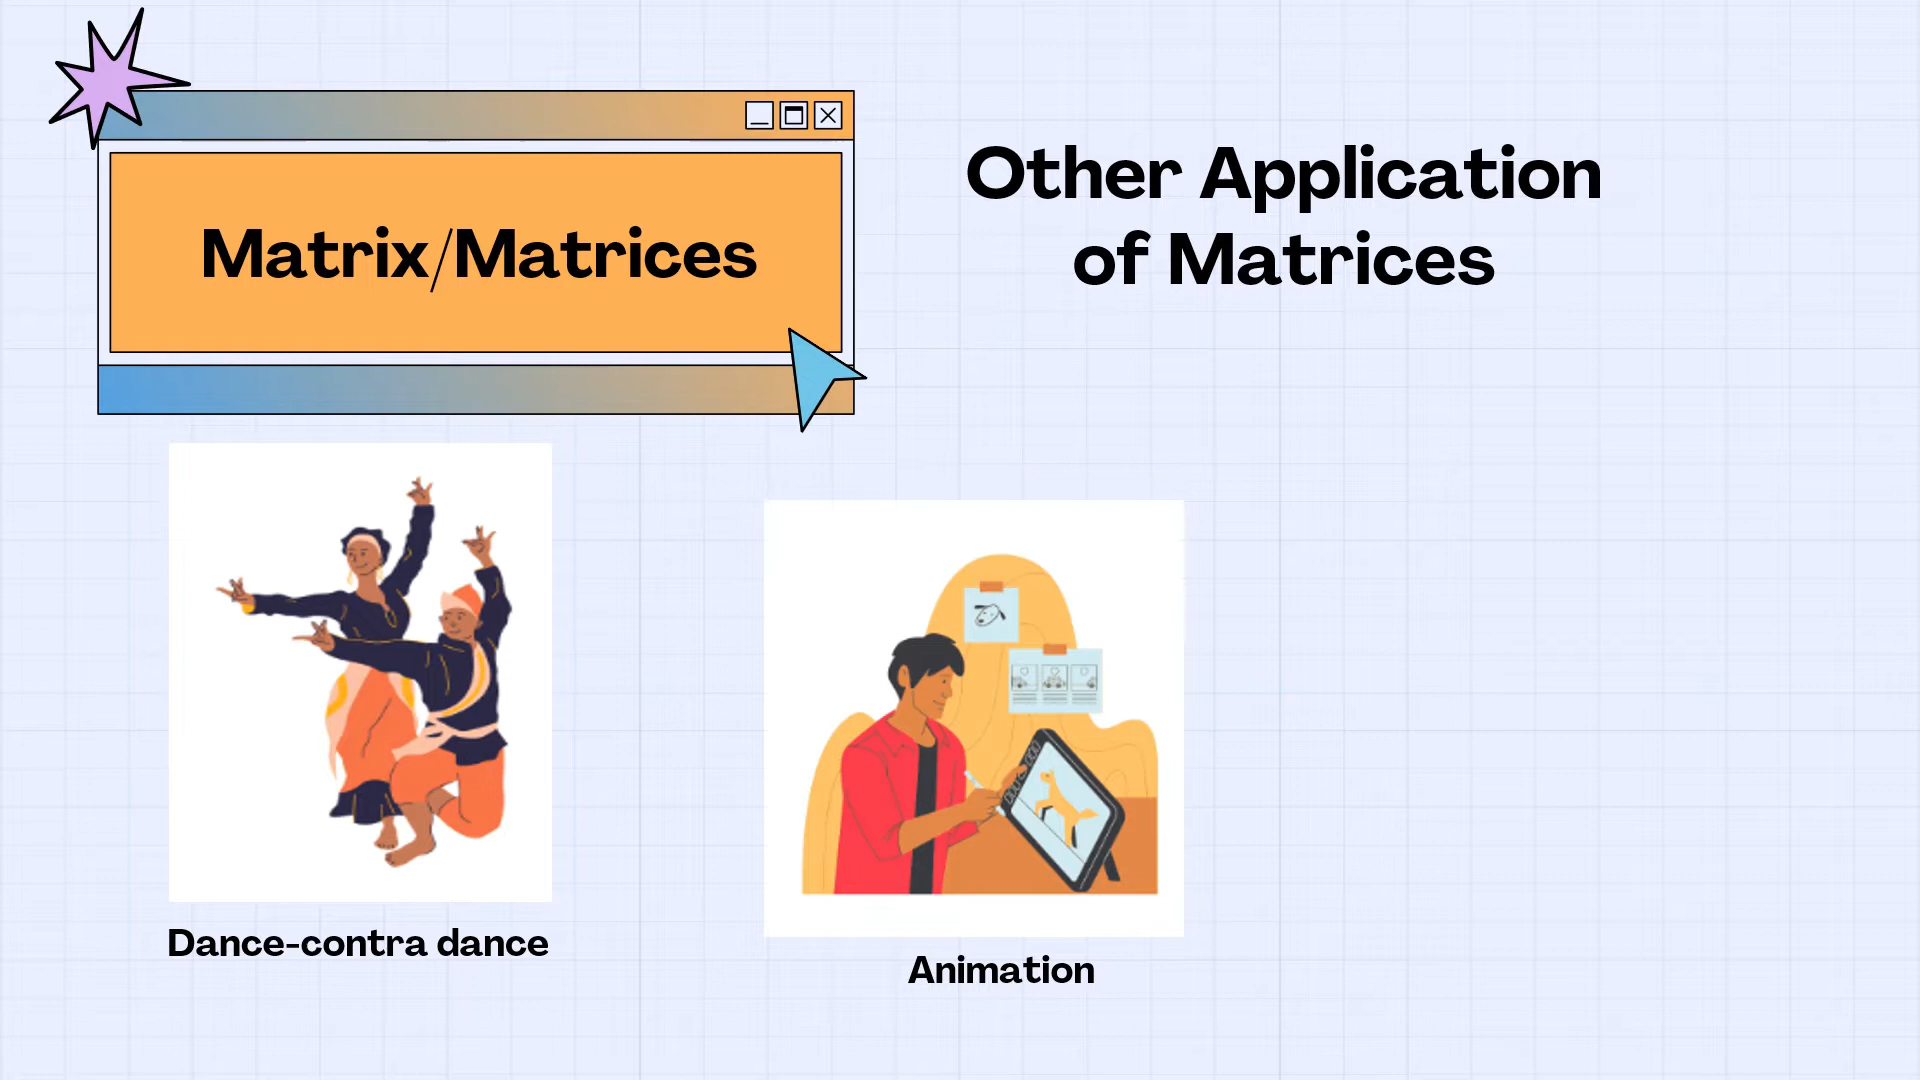 Matrix/Matrices
Other Application
of Matrices
Dance-contra dance
Animation